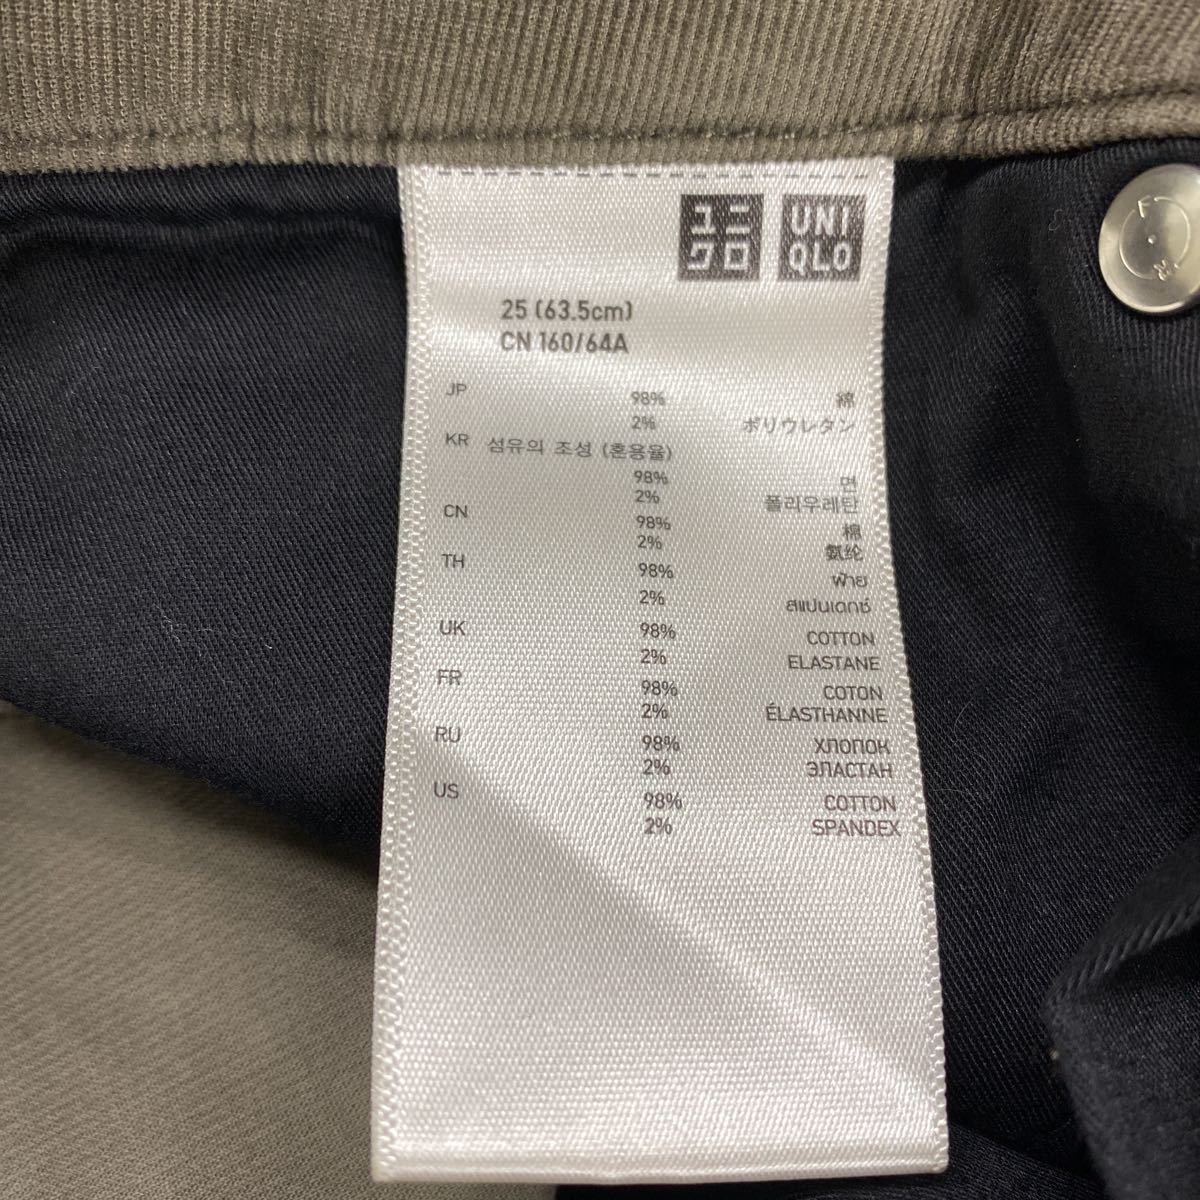 ユニ
クロ
UNI
QLO
25 (63.5cm)
CN 160/64A
JP 98% 綿
2% ポリウレタン
KR 섬유의 조성 (혼용율)
98% 면
2% 폴리우레탄
CN 98% 棉
2% 氨纶
TH 98% ฝ้าย
2% สแปนเดกซ์
UK 98% COTTON
2% ELASTANE
FR 98% COTON
2% ÉLASTHANNE
RU 98% ХЛОПОК
2% ЭЛАСТАН
US 98% COTTON
2% SPANDEX